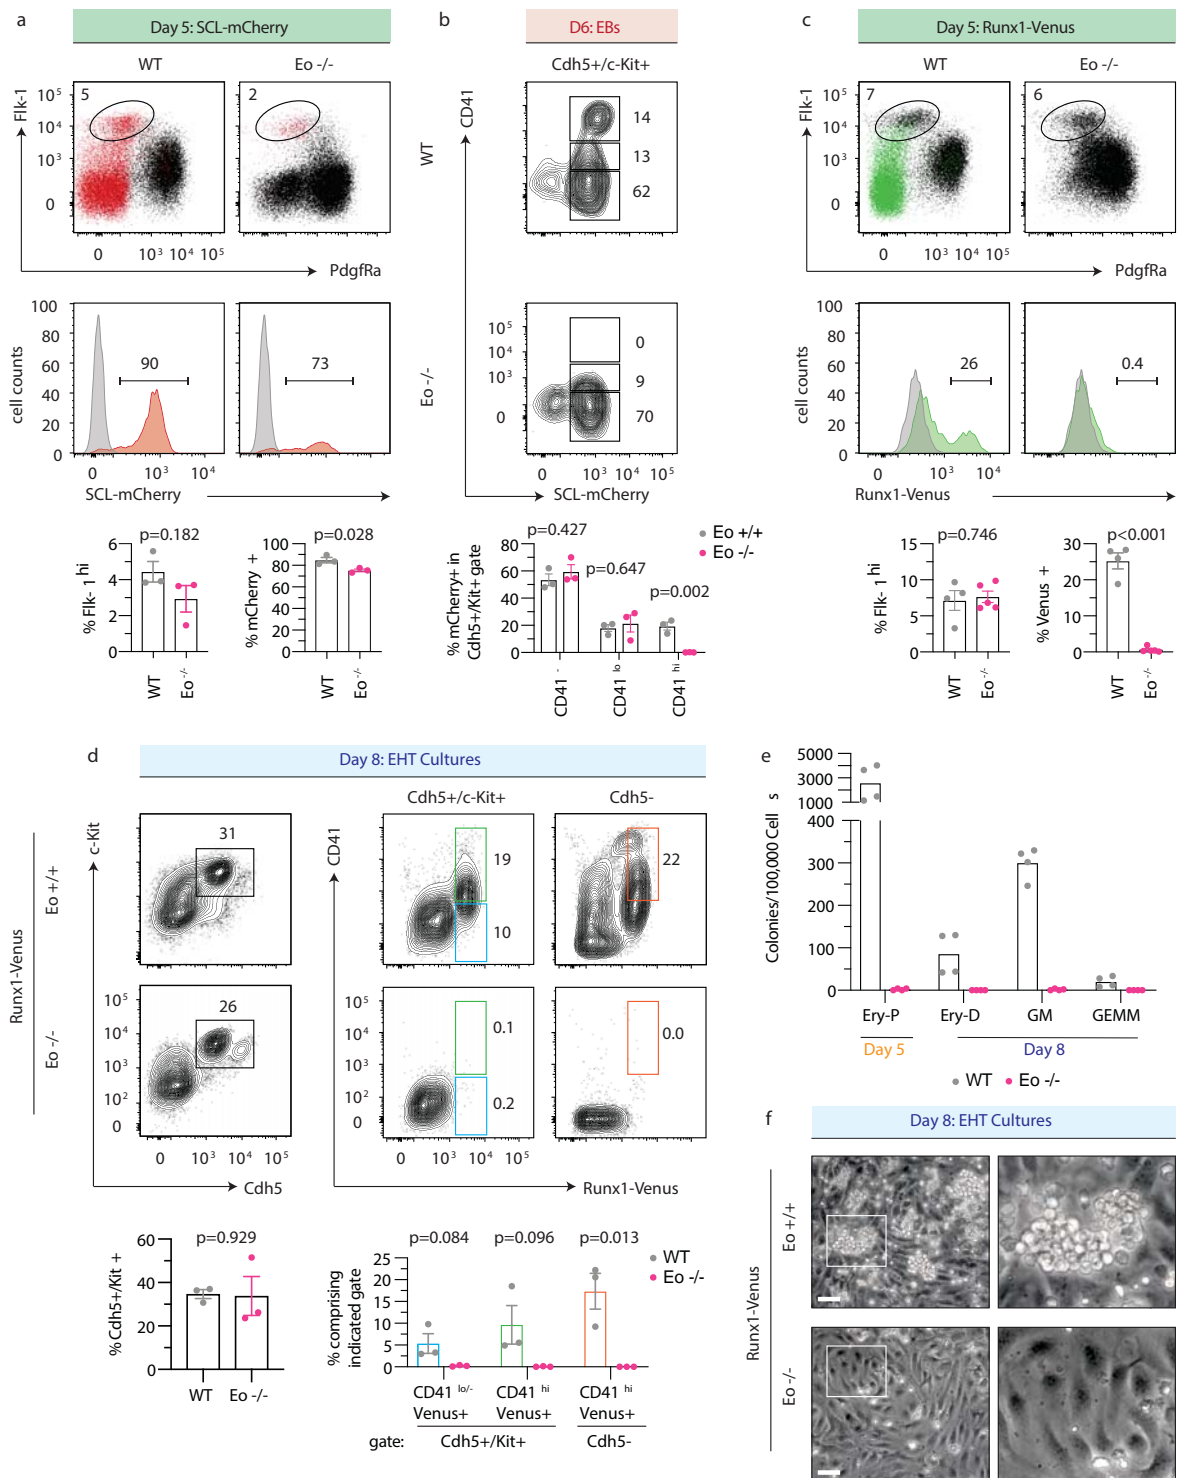 a
Day 5: SCL-mCherry
WT
Eo -/-
Flk-1
10⁵
10⁴
10³
0
5
2
0
10³ 10⁴ 10⁵
PdgfRa
cell counts
100
80
60
40
20
0
90
73
0
10³
10⁴
SCL-mCherry
p=0.182
% Flk- 1 hi
6
4
2
0
WT
Eo -/-
p=0.028
% mCherry +
100
80
60
40
20
0
WT
Eo -/-
b
D6: EBs
Cdh5+/c-Kit+
CD41
WT
14
13
62
Eo -/-
10⁵
10⁴
10³
0
0
9
70
0
10³ 10⁴ 10⁵
SCL-mCherry
p=0.427
p=0.647
p=0.002
Eo +/+
Eo -/-
% mCherry+ in
Cdh5+/Kit+ gate
80
60
40
20
0
CD41 -
CD41 lo
CD41 hi
c
Day 5: Runx1-Venus
WT
Eo -/-
Flk-1
10⁵
10⁴
10³
0
7
6
0
10³ 10⁴ 10⁵
PdgfRa
cell counts
100
80
60
40
20
0
26
0.4
0
10³
10⁴
Runx1-Venus
p=0.746
% Flk- 1 hi
15
10
5
0
WT
Eo -/-
p<0.001
% Venus +
30
20
10
0
WT
Eo -/-
d
Day 8: EHT Cultures
Cdh5+/c-Kit+
Cdh5-
Runx1-Venus
Eo +/+
Eo -/-
c-Kit
31
CD41
19
10
22
10⁵
10⁴
10³
10²
0
26
10⁵
10⁴
10³
10²
0
0.1
0.2
0.0
0
10³
10⁴
Cdh5
0
10³
10⁴
0
10³
10⁴
Runx1-Venus
p=0.929
% Cdh5+/Kit +
60
40
20
0
WT
Eo -/-
p=0.084
p=0.096
p=0.013
WT
Eo -/-
% comprising
indicated gate
25
20
15
10
5
0
CD41 lo/-
Venus+
CD41 hi
Venus+
CD41 hi
Venus+
gate:
Cdh5+/Kit+
Cdh5-
e
Colonies/100,000 Cell s
5000
3000
1000
400
300
200
100
0
Ery-P
Ery-D
GM
GEMM
Day 5
Day 8
WT
Eo -/-
f
Day 8: EHT Cultures
Runx1-Venus
Eo +/+
Eo -/-